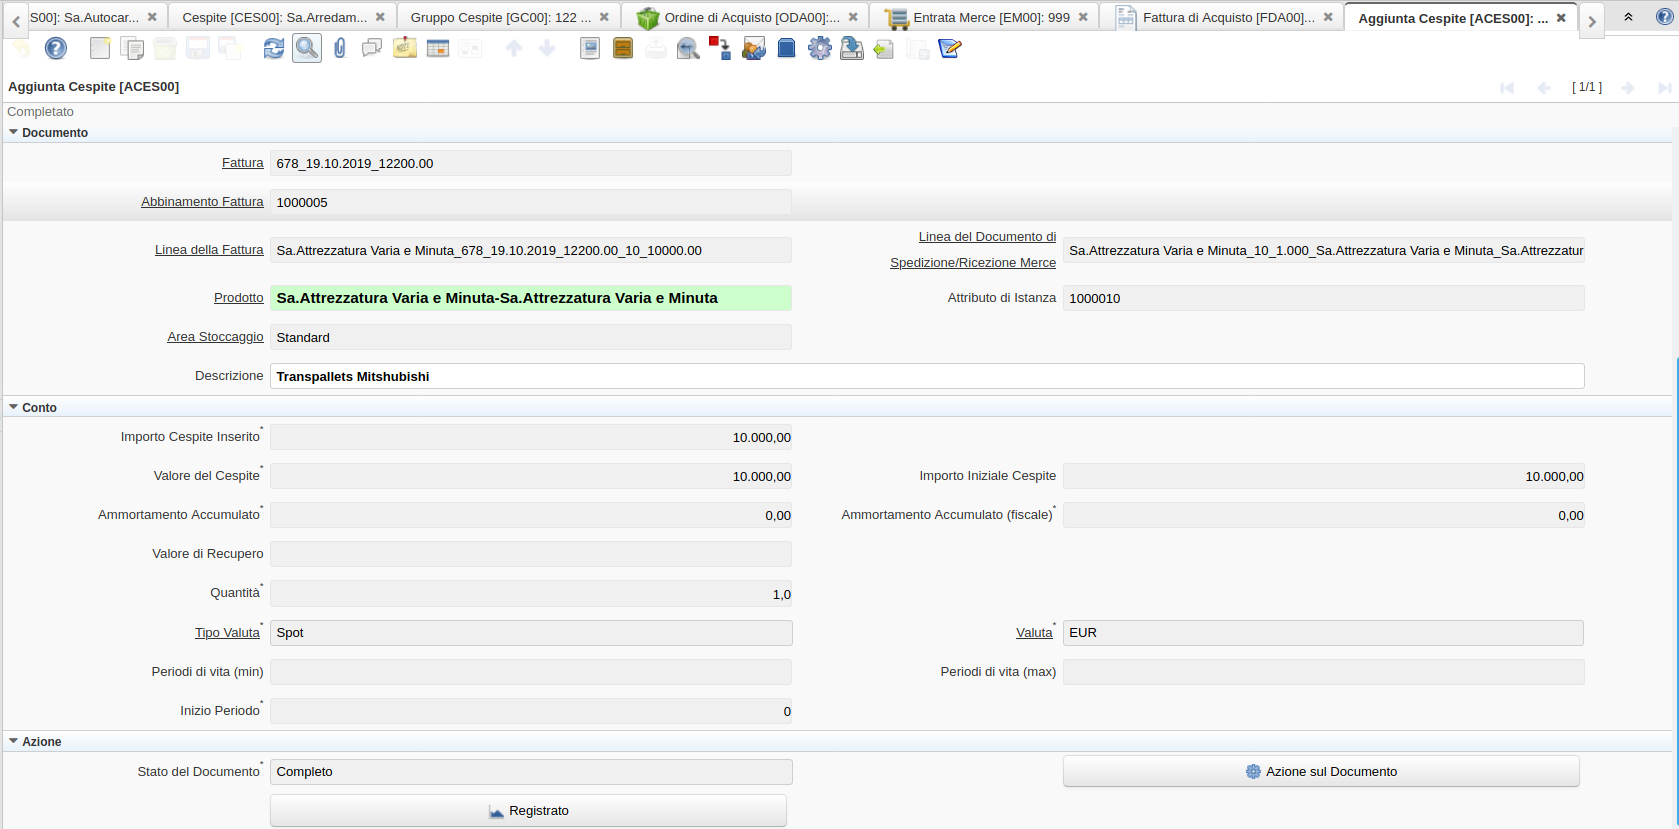 S00]: Sa.Autocar...
Cespite [CES00]: Sa.Arredam...
Gruppo Cespite [GC00]: 122 ...
Ordine di Acquisto [ODA00]:...
Entrata Merce [EM00]: 999
Fattura di Acquisto [FDA00]...
Aggiunta Cespite [ACES00]: ...
Aggiunta Cespite [ACES00]
[ 1/1 ]
Completato
Documento
Fattura 678_19.10.2019_12200.00
Abbinamento Fattura 1000005
Linea della Fattura Sa.Attrezzatura Varia e Minuta_678_19.10.2019_12200.00_10_10000.00
Linea del Documento di
Spedizione/Ricezione Merce
Sa.Attrezzatura Varia e Minuta_10_1.000_Sa.Attrezzatura Varia e Minuta_Sa.Attrezzatur
Prodotto Sa.Attrezzatura Varia e Minuta-Sa.Attrezzatura Varia e Minuta
Attributo di Istanza 1000010
Area Stoccaggio Standard
Descrizione Transpallets Mitshubishi
Conto
Importo Cespite Inserito* 10.000,00
Valore del Cespite* 10.000,00
Importo Iniziale Cespite 10.000,00
Ammortamento Accumulato* 0,00
Ammortamento Accumulato (fiscale)* 0,00
Valore di Recupero
Quantità* 1,0
Tipo Valuta* Spot
Valuta* EUR
Periodi di vita (min)
Periodi di vita (max)
Inizio Periodo* 0
Azione
Stato del Documento* Completo
Azione sul Documento
Registrato